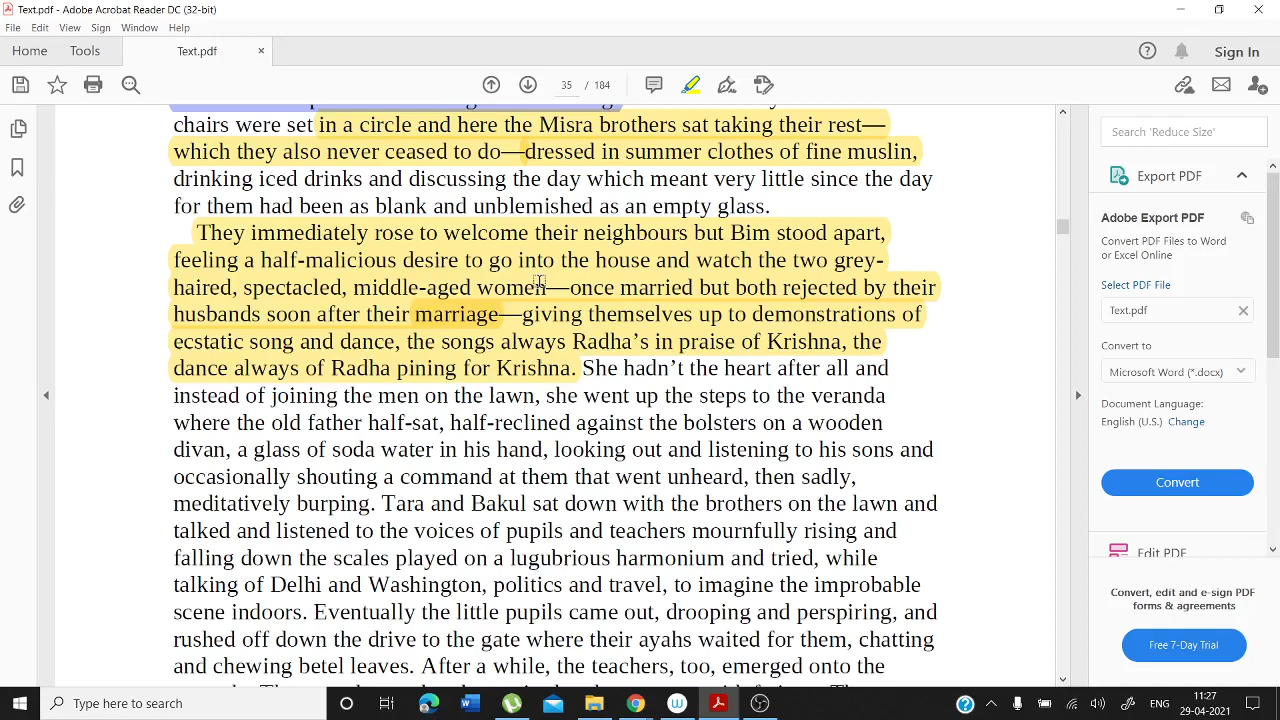 Text.pdf - Adobe Acrobat Reader DC (32-bit)
File Edit View Sign Window Help
Home Tools Text.pdf × Sign In
35 / 184
chairs were set in a circle and here the Misra brothers sat taking their rest—
which they also never ceased to do—dressed in summer clothes of fine muslin,
drinking iced drinks and discussing the day which meant very little since the day
for them had been as blank and unblemished as an empty glass.
They immediately rose to welcome their neighbours but Bim stood apart,
feeling a half-malicious desire to go into the house and watch the two grey-
haired, spectacled, middle-aged women—once married but both rejected by their
husbands soon after their marriage—giving themselves up to demonstrations of
ecstatic song and dance, the songs always Radha’s in praise of Krishna, the
dance always of Radha pining for Krishna. She hadn’t the heart after all and
instead of joining the men on the lawn, she went up the steps to the veranda
where the old father half-sat, half-reclined against the bolsters on a wooden
divan, a glass of soda water in his hand, looking out and listening to his sons and
occasionally shouting a command at them that went unheard, then sadly,
meditatively burping. Tara and Bakul sat down with the brothers on the lawn and
talked and listened to the voices of pupils and teachers mournfully rising and
falling down the scales played on a lugubrious harmonium and tried, while
talking of Delhi and Washington, politics and travel, to imagine the improbable
scene indoors. Eventually the little pupils came out, drooping and perspiring, and
rushed off down the drive to the gate where their ayahs waited for them, chatting
and chewing betel leaves. After a while, the teachers, too, emerged onto the
Search 'Reduce Size'
Export PDF
Adobe Export PDF
Convert PDF Files to Word
or Excel Online
Select PDF File
Text.pdf
Convert to
Microsoft Word (*.docx)
Document Language:
English (U.S.) Change
Convert
Edit PDF
Convert, edit and e-sign PDF
forms & agreements
Free 7-Day Trial
Type here to search
ENG
11:27
29-04-2021